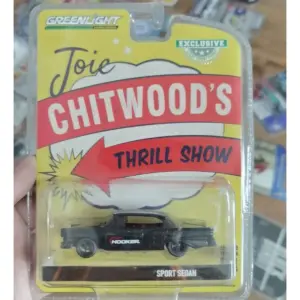 GREENLIGHT
EXCLUSIVE
Joie
CHITWOOD'S
THRILL SHOW
HOOKER
SPORT SEDAN